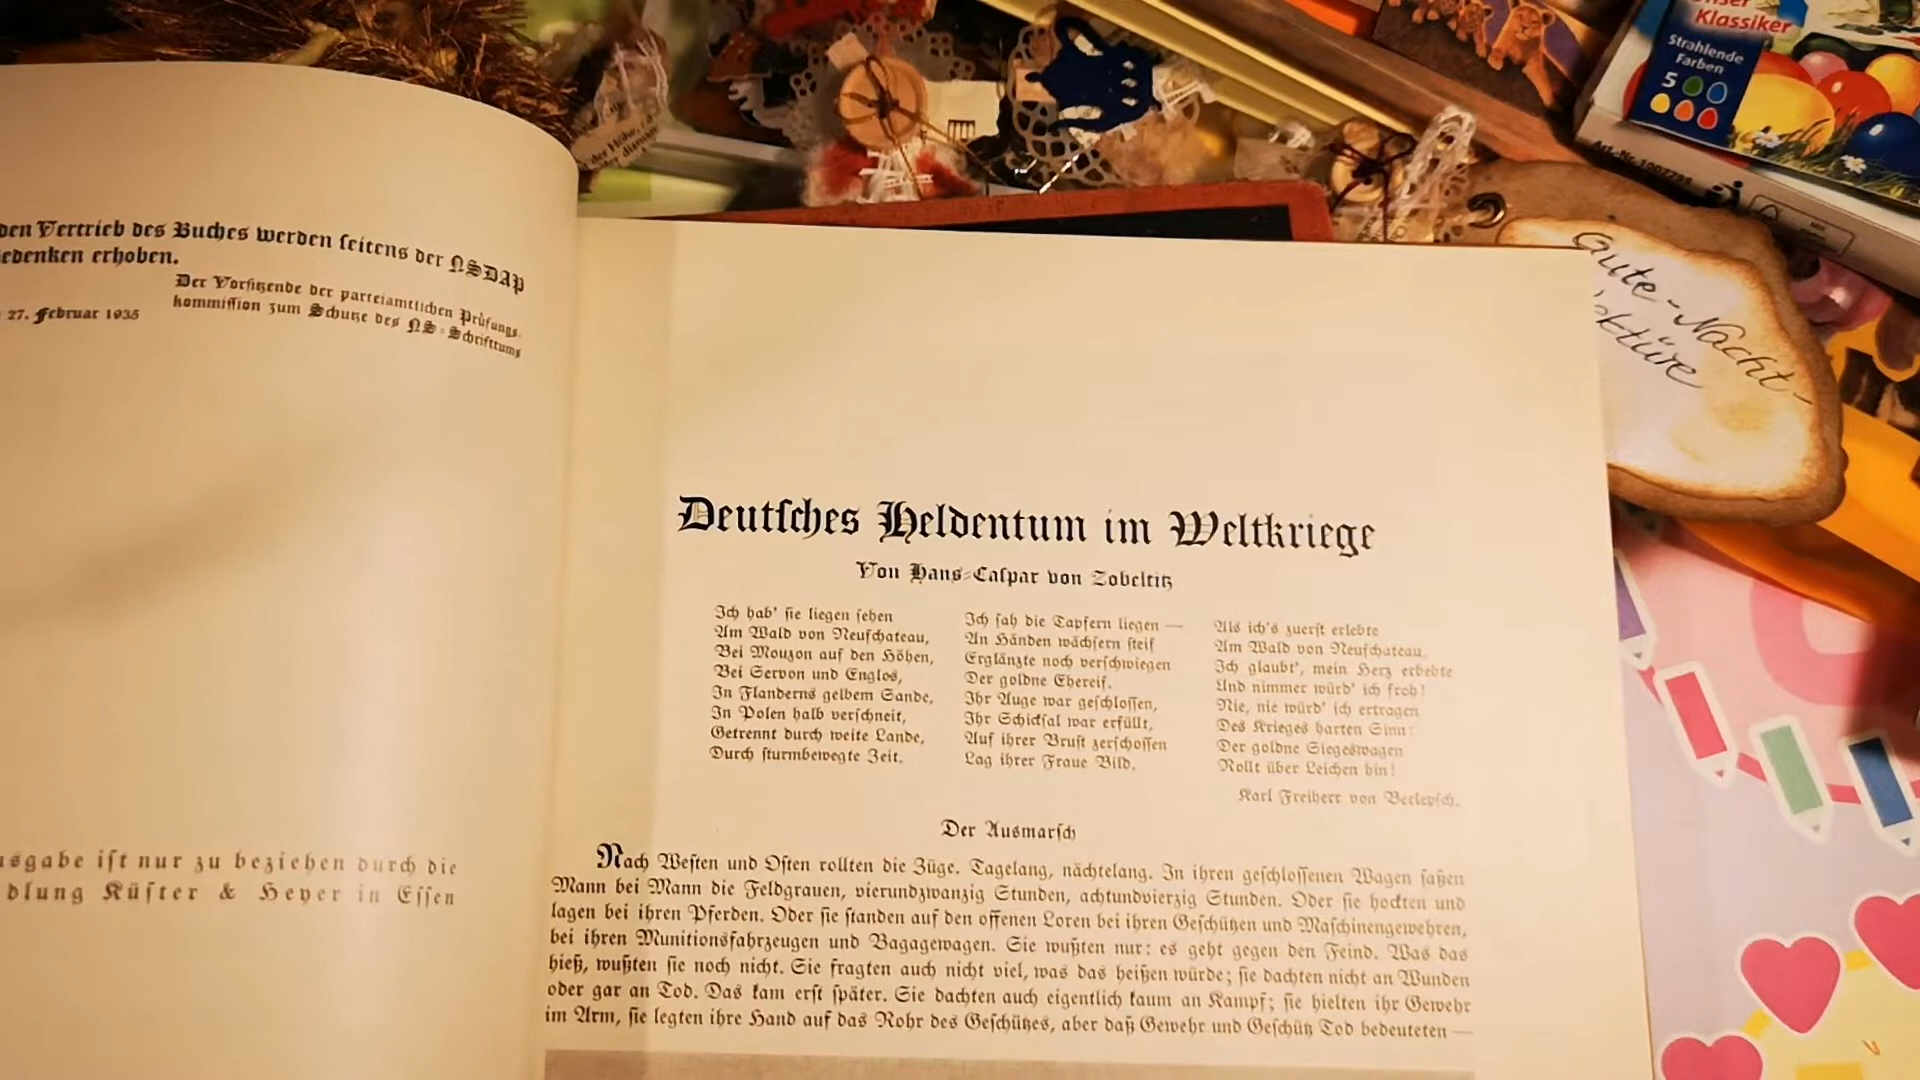 den Vertrieb des Buches werden seitens der NSDAP
edenken erhoben.
Der Vorsitzende der parteiamtlichen Prüfungs-
kommission zum Schutze des NS-Schrifttums
27. Februar 1935
sgabe ist nur zu beziehen durch die
dlung Küster & Heyer in Essen
Deutsches Heldentum im Weltkriege
Von Hans-Caspar von Zobeltitz
Ich hab' sie liegen sehen
Am Wald von Neufchateau,
Bei Mouzon auf den Höhen,
Bei Servon und Englos,
In Flanderns gelbem Sande,
In Polen halb verschneit,
Getrennt durch weite Lande,
Durch sturmbewegte Zeit.
Ich sah die Tapfern liegen —
An Händen wächsern steif
Erglänzte noch verschwiegen
Der goldne Ehereif.
Ihr Auge war geschlossen,
Ihr Schicksal war erfüllt,
Auf ihrer Brust zerschossen
Lag ihrer Fraue Bild.
Als ich's zuerst erlebte
Am Wald von Neufchateau,
Ich glaubt', mein Herz erbebte
Und nimmer würd' ich froh!
Nie, nie würd' ich ertragen
Des Krieges harten Sinn:
Der goldne Siegeswagen
Rollt über Leichen hin!
Karl Freiherr von Berlepsch.
Der Ausmarsch
Nach Westen und Osten rollten die Züge. Tagelang, nächtelang. In ihren geschlossenen Wagen saßen
Mann bei Mann die Feldgrauen, vierundzwanzig Stunden, achtundvierzig Stunden. Oder sie hockten und
lagen bei ihren Pferden. Oder sie standen auf den offenen Loren bei ihren Geschützen und Maschinengewehren,
bei ihren Munitionsfahrzeugen und Bagagewagen. Sie wußten nur: es geht gegen den Feind. Was das
hieß, wußten sie noch nicht. Sie fragten auch nicht viel, was das heißen würde; sie dachten nicht an Wunden
oder gar an Tod. Das kam erst später. Sie dachten auch eigentlich kaum an Kampf; sie hielten ihr Gewehr
im Arm, sie legten ihre Hand auf das Rohr des Geschützes, aber daß Gewehr und Geschütz Tod bedeuteten —
Unser
Klassiker
Strahlende
Farben
5
Gute-Nacht-
ektüre
der Höhe,